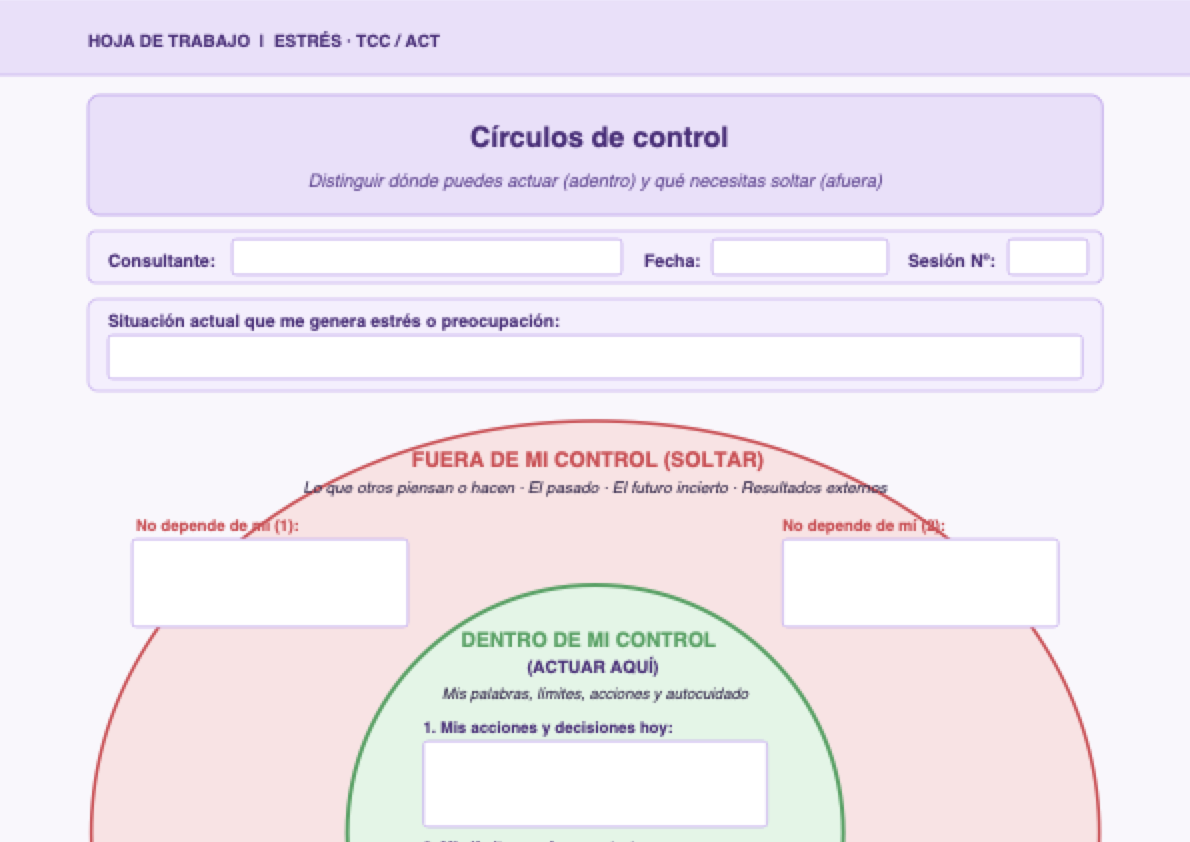 HOJA DE TRABAJO | ESTRÉS · TCC / ACT
Círculos de control
Distinguir dónde puedes actuar (adentro) y qué necesitas soltar (afuera)
Consultante: Fecha: Sesión Nº:
Situación actual que me genera estrés o preocupación:
FUERA DE MI CONTROL (SOLTAR)
Lo que otros piensan o hacen · El pasado · El futuro incierto · Resultados externos
No depende de mí (1): No depende de mí (2):
DENTRO DE MI CONTROL
(ACTUAR AQUÍ)
Mis palabras, límites, acciones y autocuidado
1. Mis acciones y decisiones hoy: